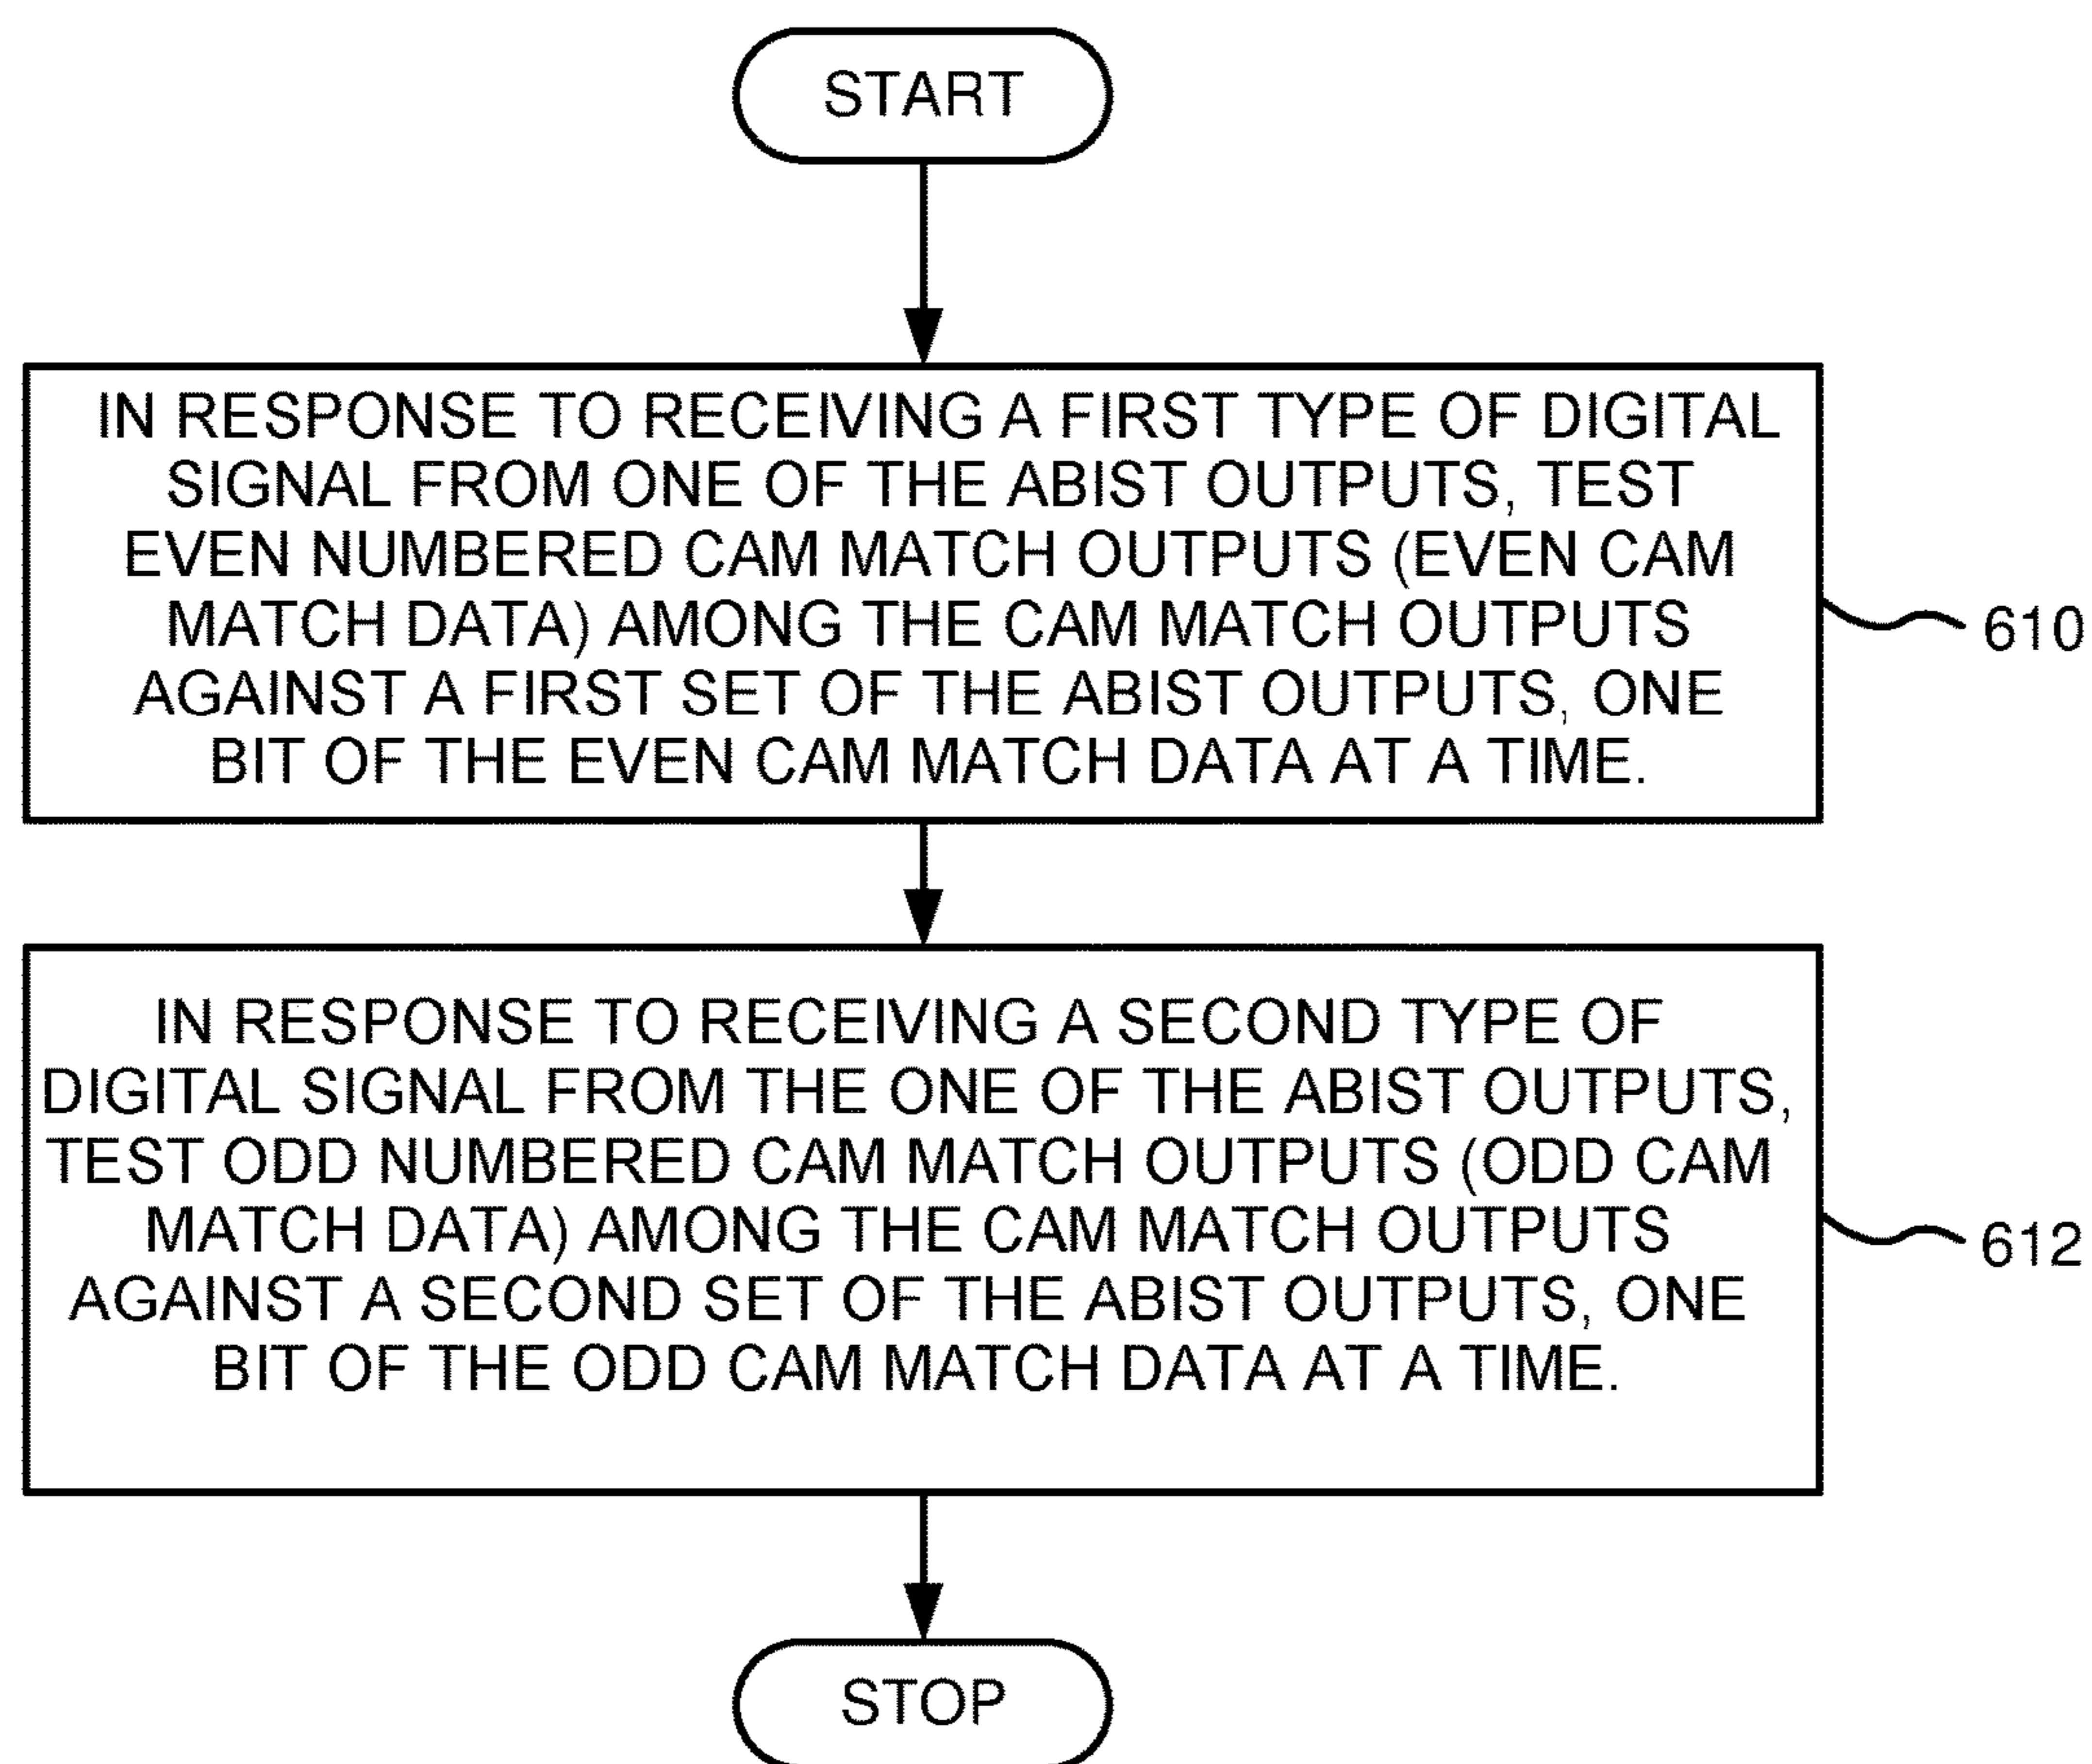 START
IN RESPONSE TO RECEIVING A FIRST TYPE OF DIGITAL
SIGNAL FROM ONE OF THE ABIST OUTPUTS, TEST
EVEN NUMBERED CAM MATCH OUTPUTS (EVEN CAM
MATCH DATA) AMONG THE CAM MATCH OUTPUTS
AGAINST A FIRST SET OF THE ABIST OUTPUTS, ONE
BIT OF THE EVEN CAM MATCH DATA AT A TIME.
610
IN RESPONSE TO RECEIVING A SECOND TYPE OF
DIGITAL SIGNAL FROM THE ONE OF THE ABIST OUTPUTS,
TEST ODD NUMBERED CAM MATCH OUTPUTS (ODD CAM
MATCH DATA) AMONG THE CAM MATCH OUTPUTS
AGAINST A SECOND SET OF THE ABIST OUTPUTS, ONE
BIT OF THE ODD CAM MATCH DATA AT A TIME.
612
STOP